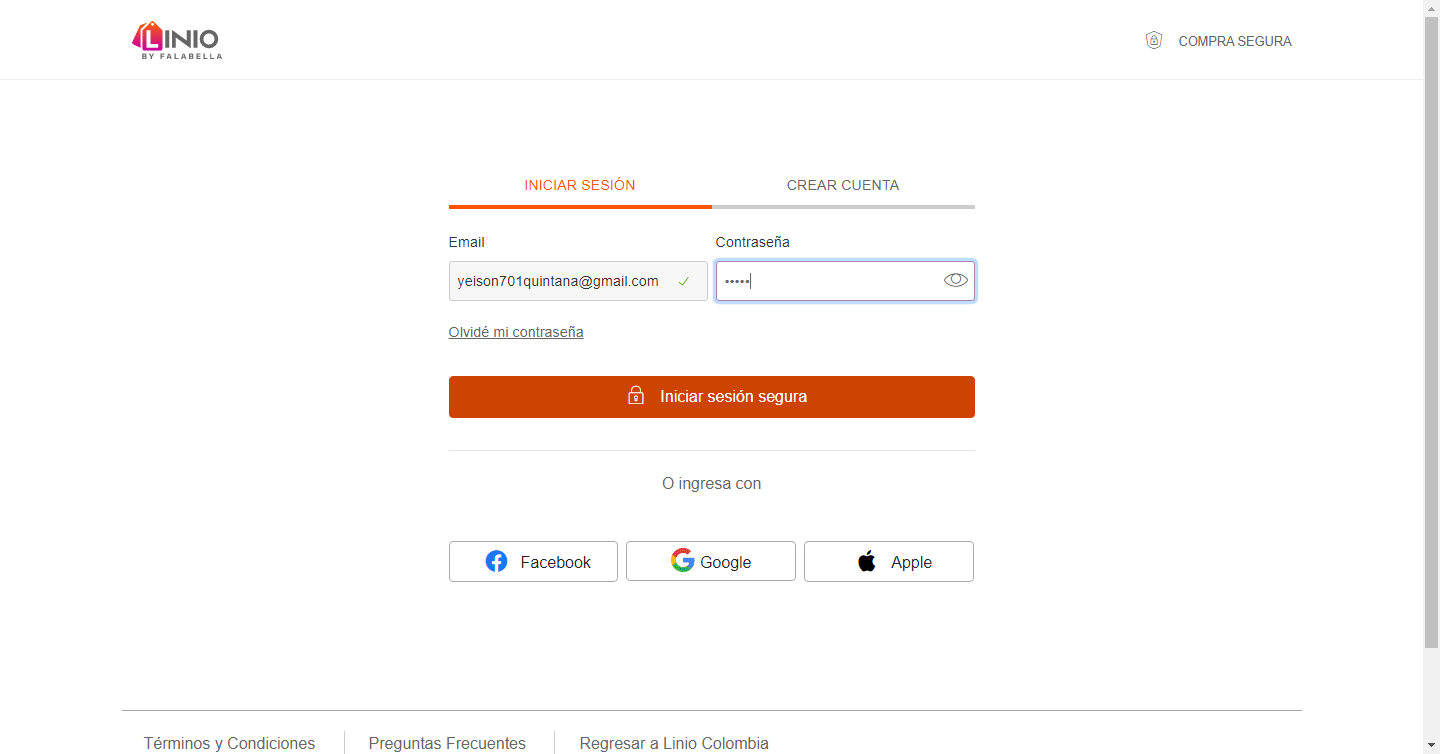 LINIO
BY FALABELLA
COMPRA SEGURA
INICIAR SESIÓN
CREAR CUENTA
Email
Contraseña
yeison701quintana@gmail.com
•••••
Olvidé mi contraseña
Iniciar sesión segura
O ingresa con
Facebook
Google
Apple
Términos y Condiciones
Preguntas Frecuentes
Regresar a Linio Colombia